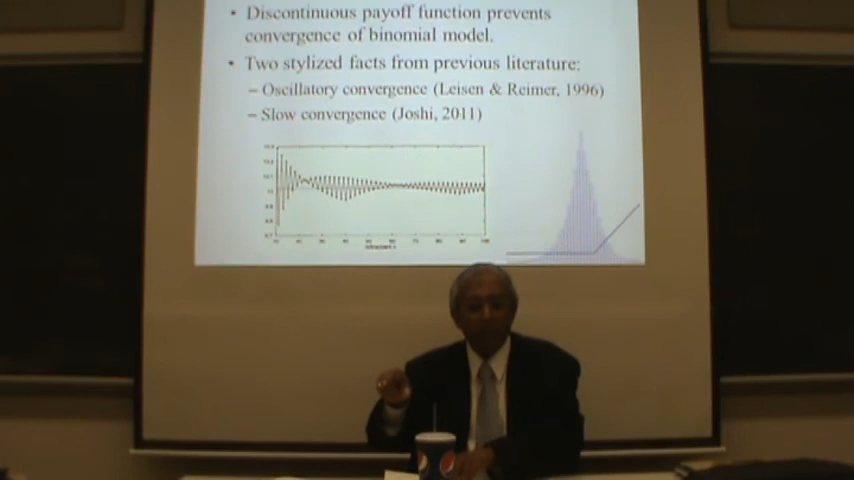 • Discontinuous payoff function prevents
convergence of binomial model.
• Two stylized facts from previous literature:
– Oscillatory convergence (Leisen & Reimer, 1996)
– Slow convergence (Joshi, 2011)